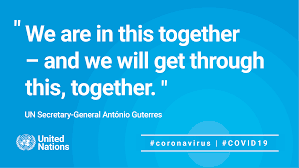 "We are in this together
– and we will get through
this, together. "
UN Secretary-General António Guterres
United
Nations
#coronavirus | #COVID19